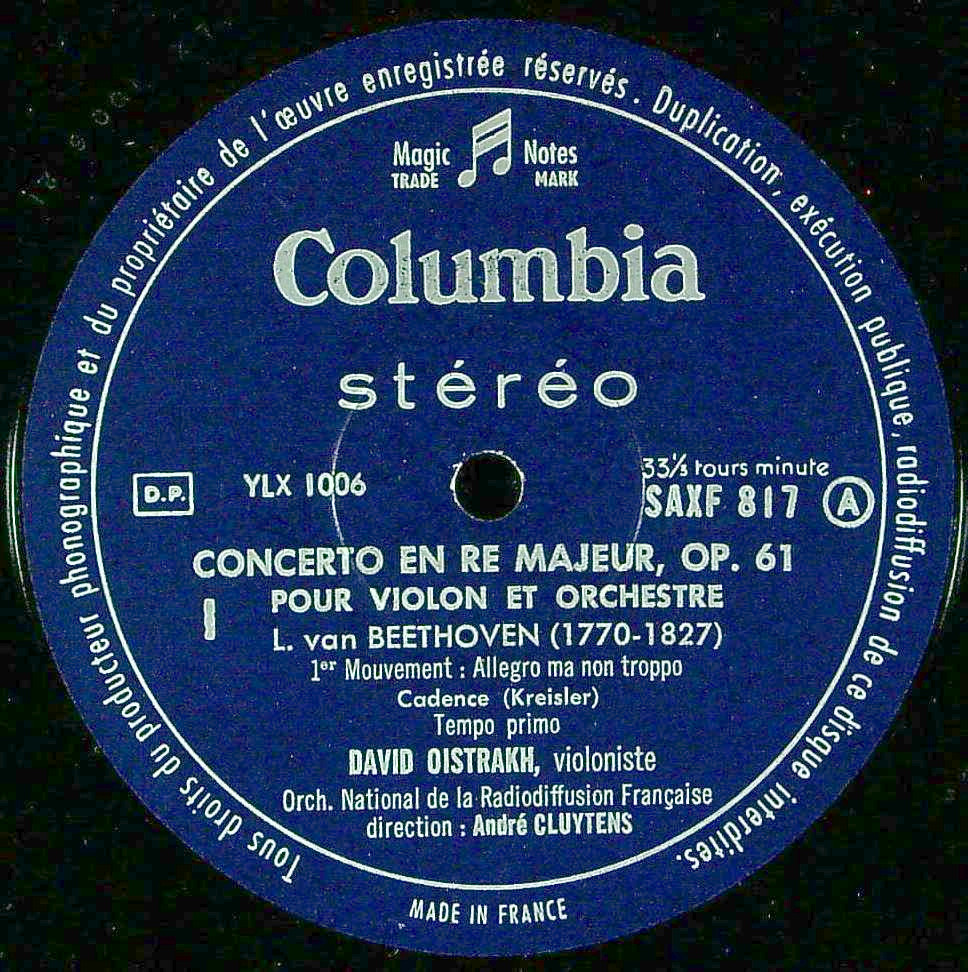 Tous droits du producteur phonographique et du propriétaire de l'œuvre enregistrée réservés. Duplication, exécution publique, radiodiffusion de ce disque interdites.
Magic Notes
TRADE MARK
Columbia
stéréo
33⅓ tours minute
D.P. YLX 1006 SAXF 817 A
CONCERTO EN RE MAJEUR, OP. 61
I POUR VIOLON ET ORCHESTRE
L. van BEETHOVEN (1770-1827)
1er Mouvement : Allegro ma non troppo
Cadence (Kreisler)
Tempo primo
DAVID OISTRAKH, violoniste
Orch. National de la Radiodiffusion Française
direction : André CLUYTENS
MADE IN FRANCE